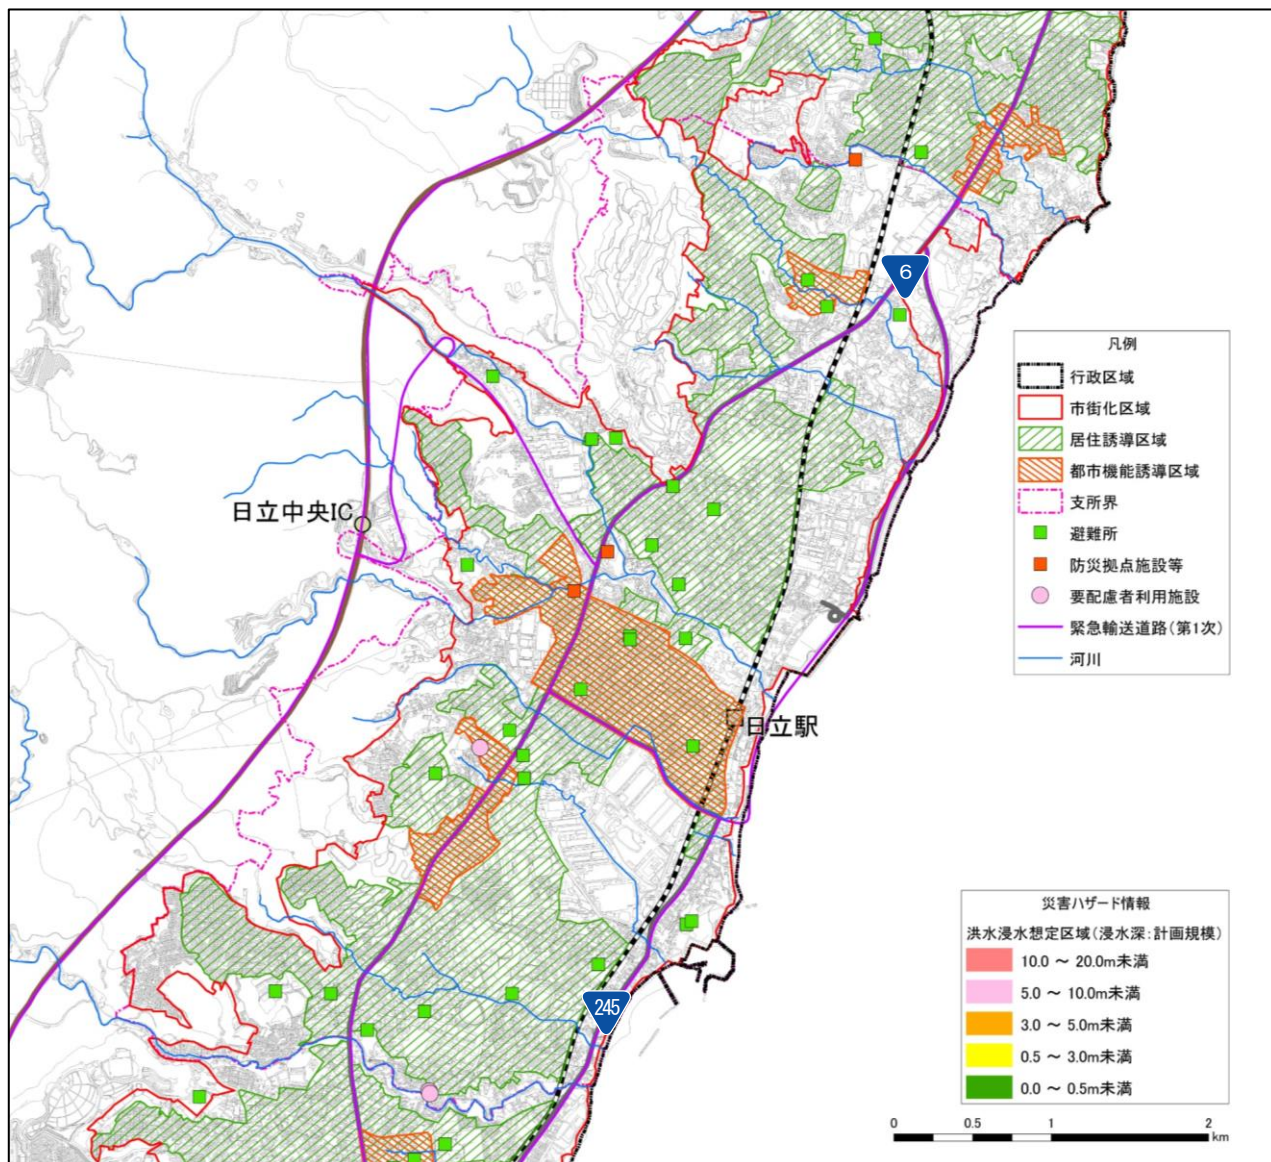 6
凡例
行政区域
市街化区域
居住誘導区域
都市機能誘導区域
支所界
避難所
防災拠点施設等
要配慮者利用施設
緊急輸送道路(第1次)
河川
日立中央IC
日立駅
245
災害ハザード情報
洪水浸水想定区域(浸水深:計画規模)
10.0 ~ 20.0m未満
5.0 ~ 10.0m未満
3.0 ~ 5.0m未満
0.5 ~ 3.0m未満
0.0 ~ 0.5m未満
0 0.5 1 2
km